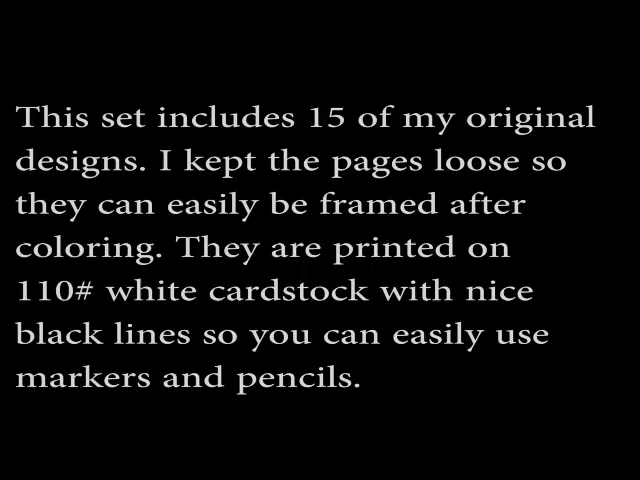 This set includes 15 of my original
designs. I kept the pages loose so
they can easily be framed after
coloring. They are printed on
110# white cardstock with nice
black lines so you can easily use
markers and pencils.